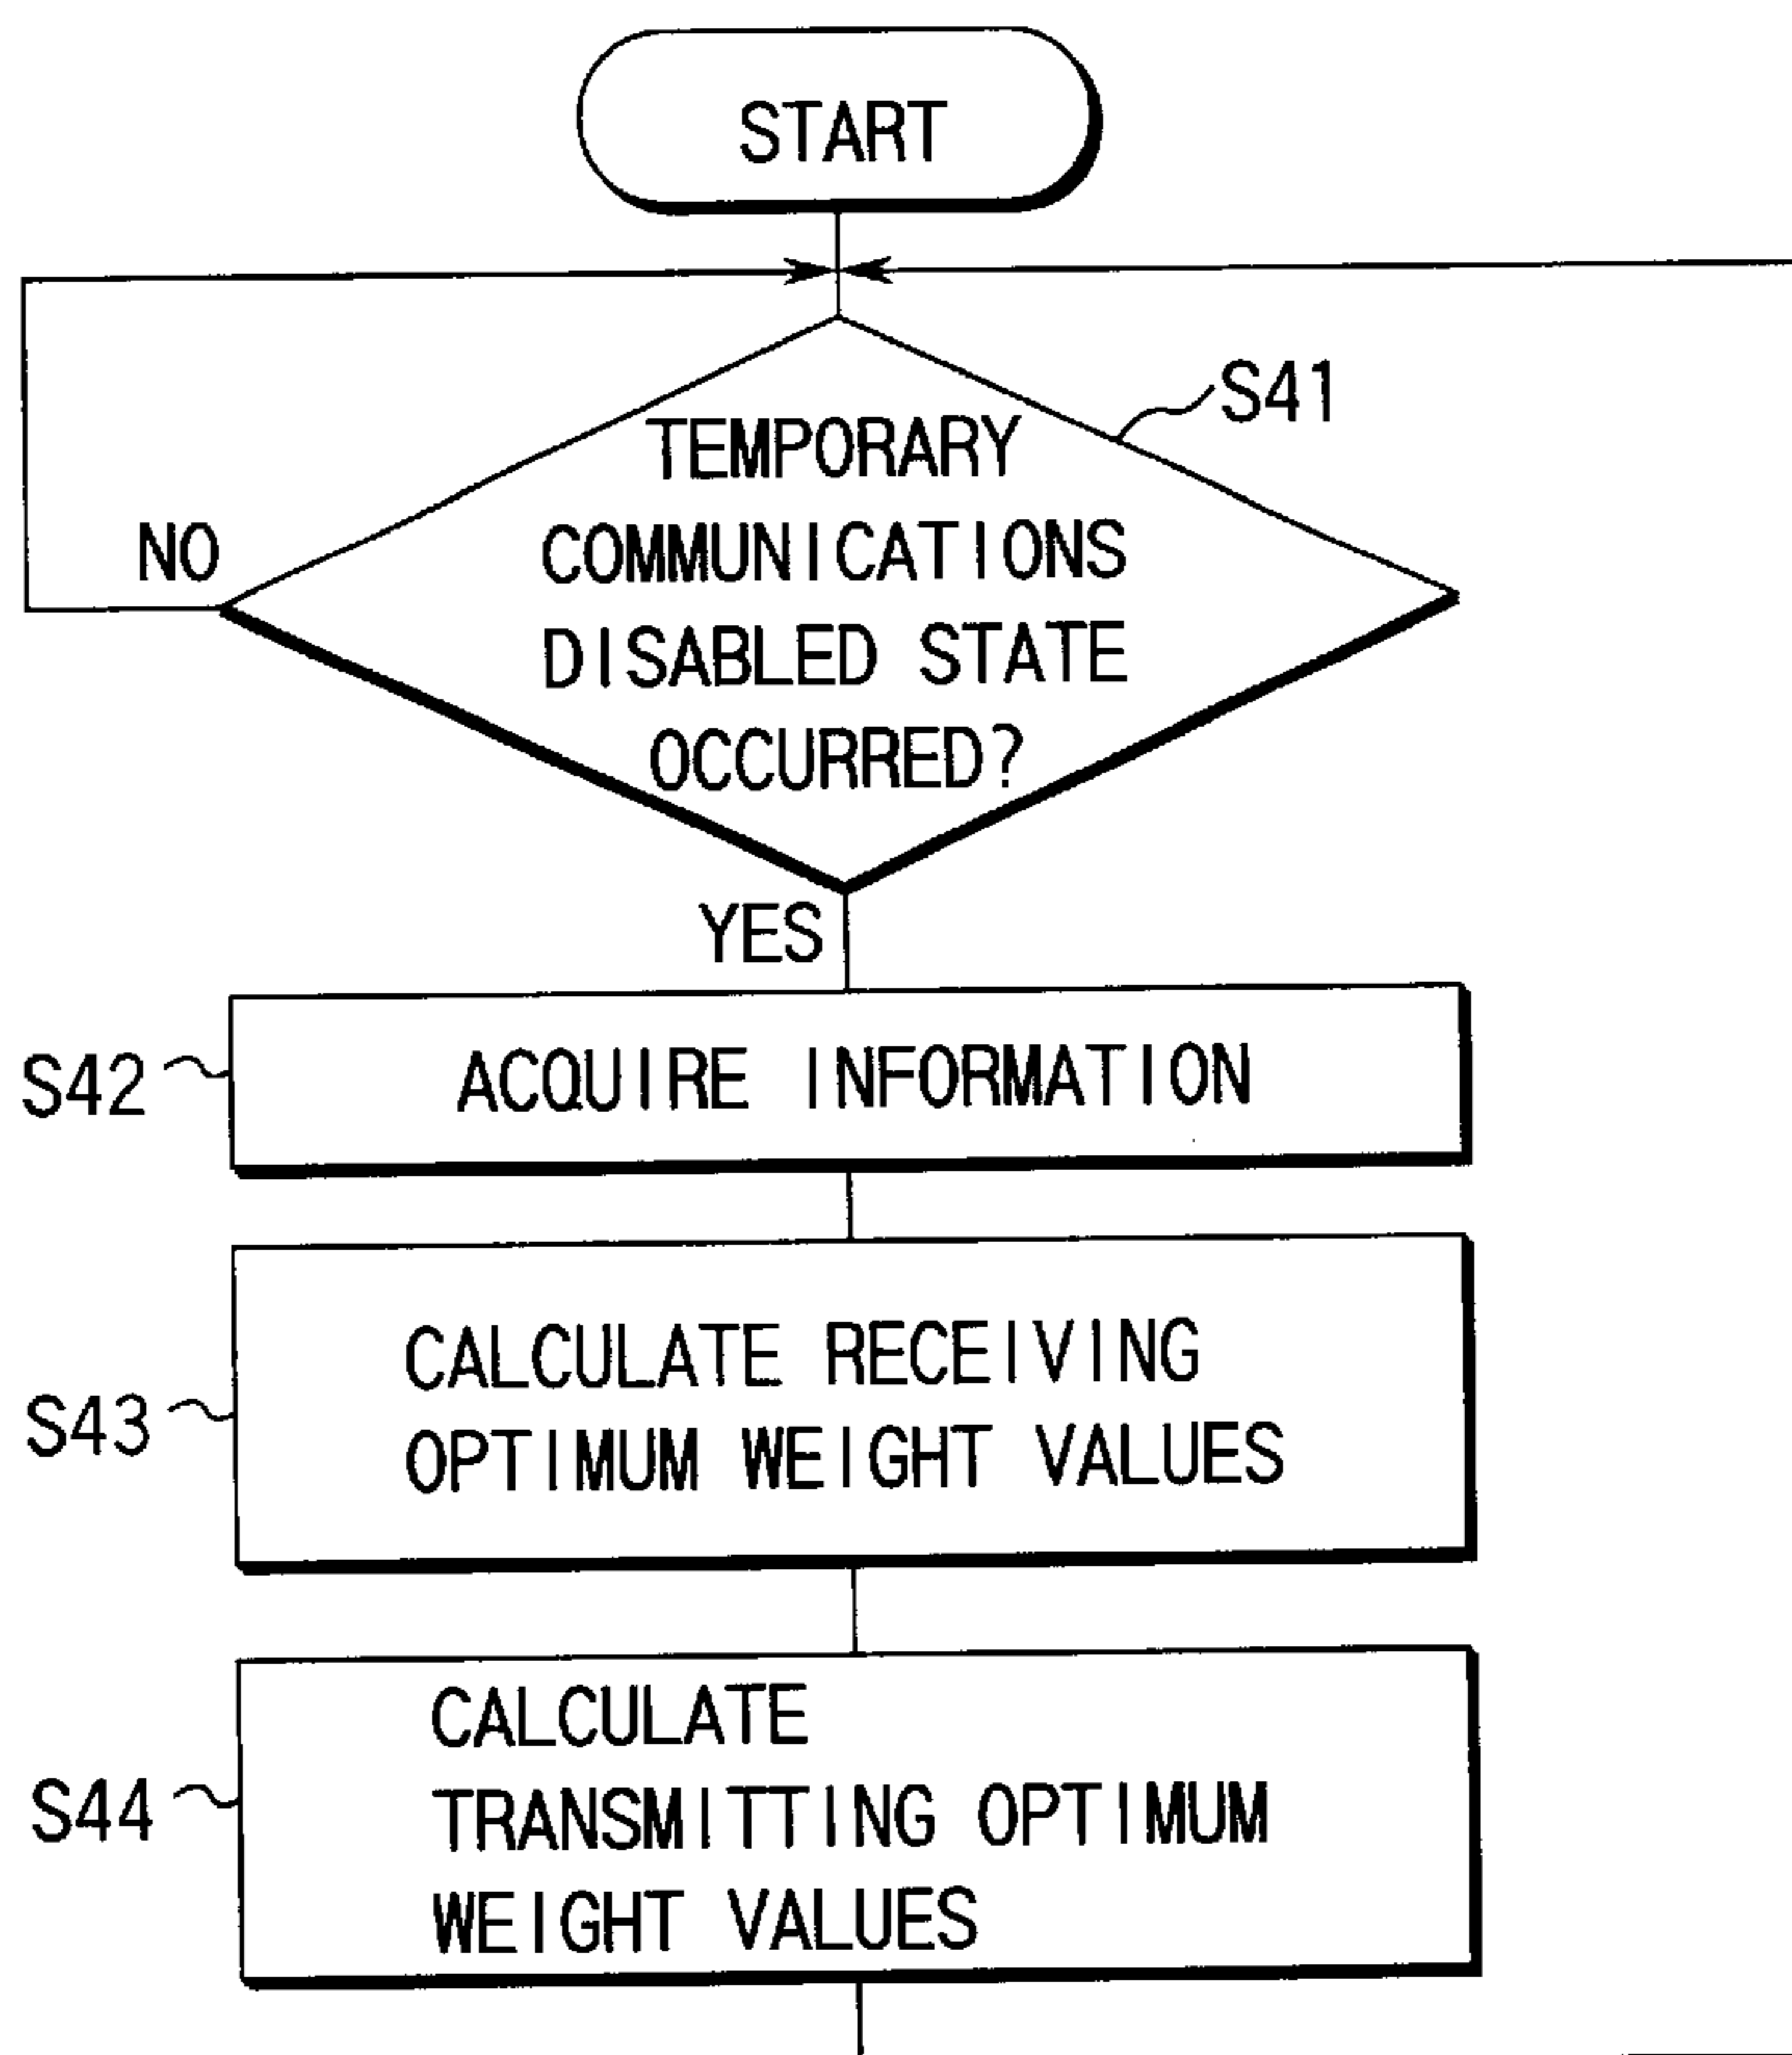 START
S41
TEMPORARY
COMMUNICATIONS
DISABLED STATE
OCCURRED?
NO
YES
S42
ACQUIRE INFORMATION
S43
CALCULATE RECEIVING
OPTIMUM WEIGHT VALUES
S44
CALCULATE
TRANSMITTING OPTIMUM
WEIGHT VALUES